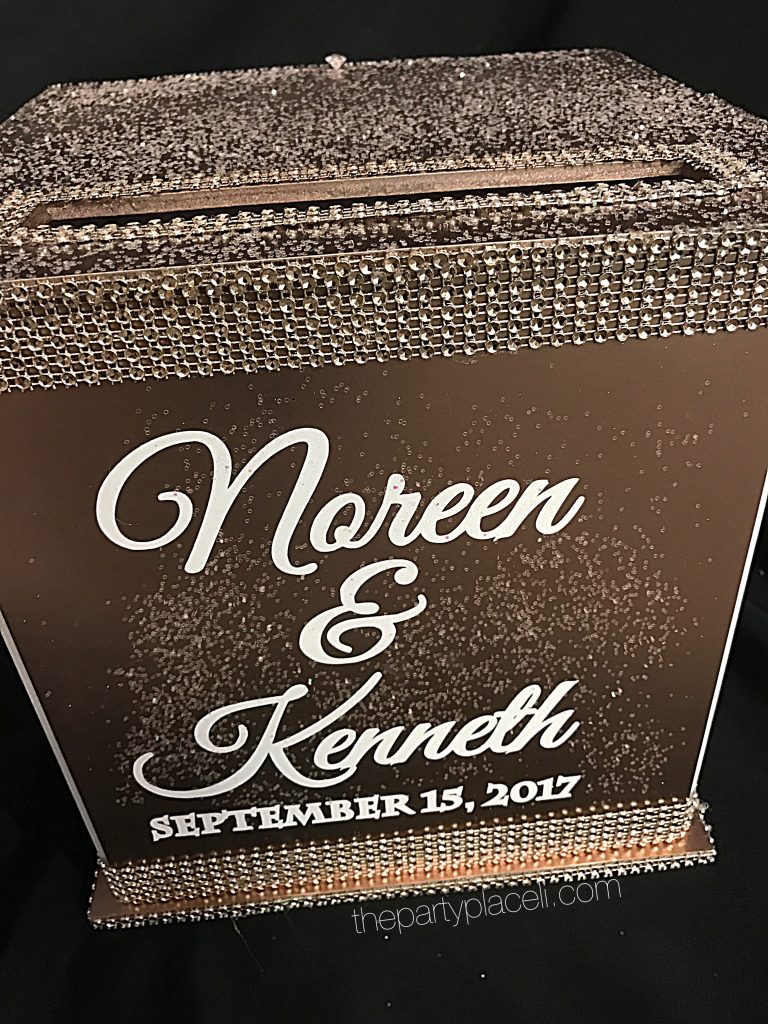 Noreen
&
Kenneth
SEPTEMBER 15, 2017
thepartyplaceli.com